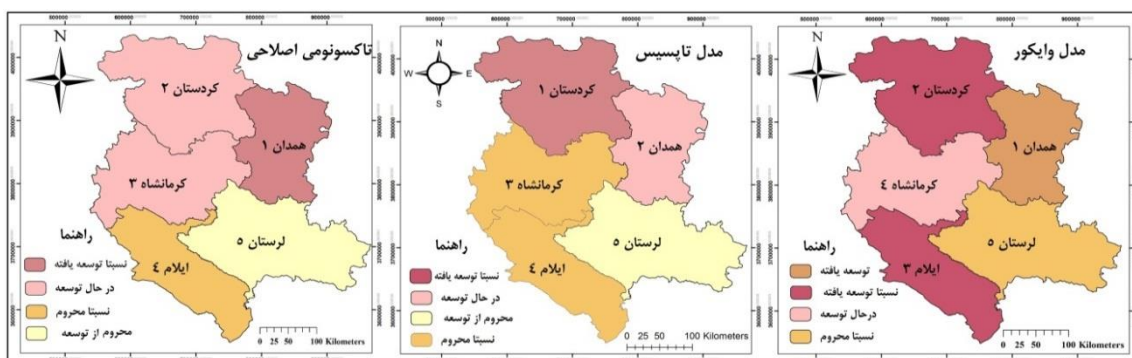 تاکسونومی اصلاحی
N
کردستان ۲
همدان ۱
کرمانشاه ۳
لرستان ۵
ایلام ۴
راهنما
نسبتا توسعه یافته
در حال توسعه
نسبتا محروم
محروم از توسعه
0 25 50 100 Kilometers
مدل تاپسیس
N
W E
S
کردستان ۱
همدان ۲
کرمانشاه ۳
لرستان ۵
ایلام ۴
راهنما
نسبتا توسعه یافته
در حال توسعه
محروم از توسعه
نسبتا محروم
0 25 50 100 Kilometers
مدل وایکور
N
کردستان ۲
همدان ۱
کرمانشاه ۴
لرستان ۵
ایلام ۳
راهنما
توسعه یافته
نسبتا توسعه یافته
درحال توسعه
نسبتا محروم
0 25 50 100 Kilometers